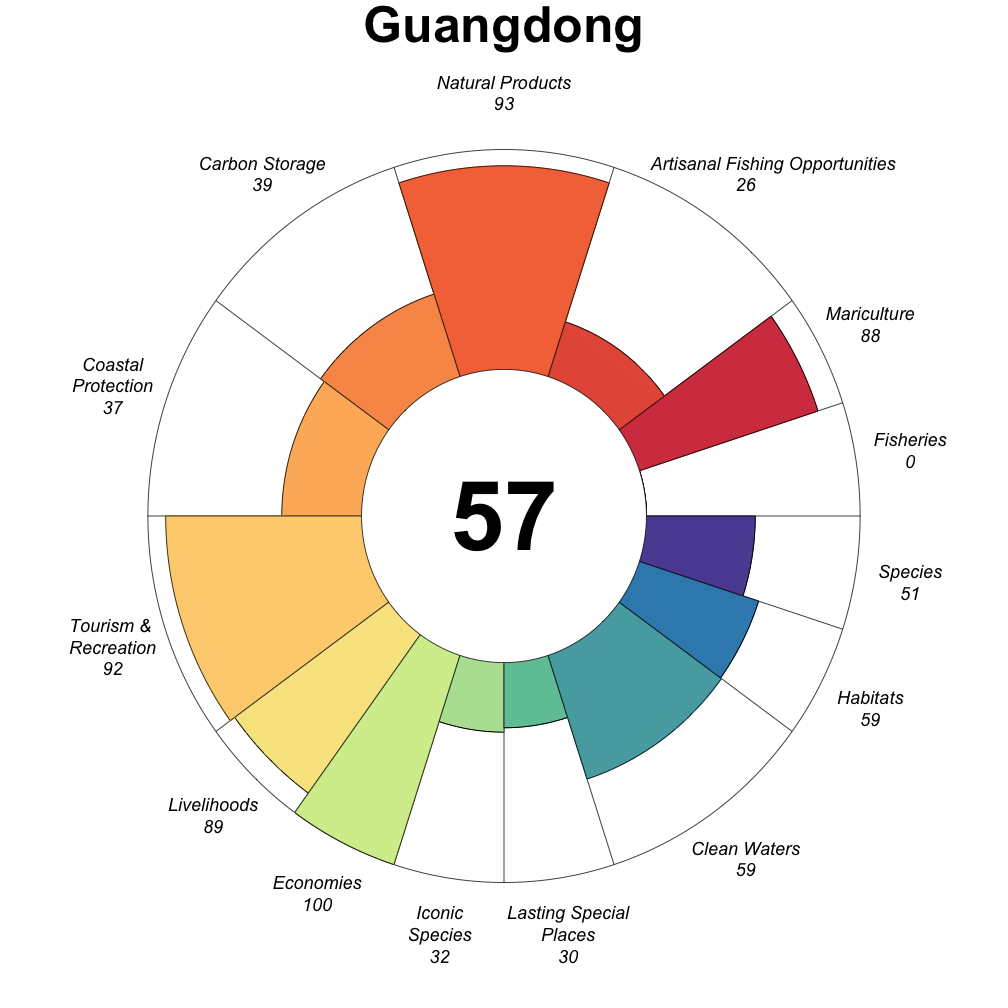 Guangdong
Natural Products
93
Carbon Storage
39
Artisanal Fishing Opportunities
26
Mariculture
88
Coastal
Protection
37
Fisheries
0
57
Species
51
Tourism &
Recreation
92
Habitats
59
Livelihoods
89
Clean Waters
59
Economies
100
Iconic
Species
32
Lasting Special
Places
30